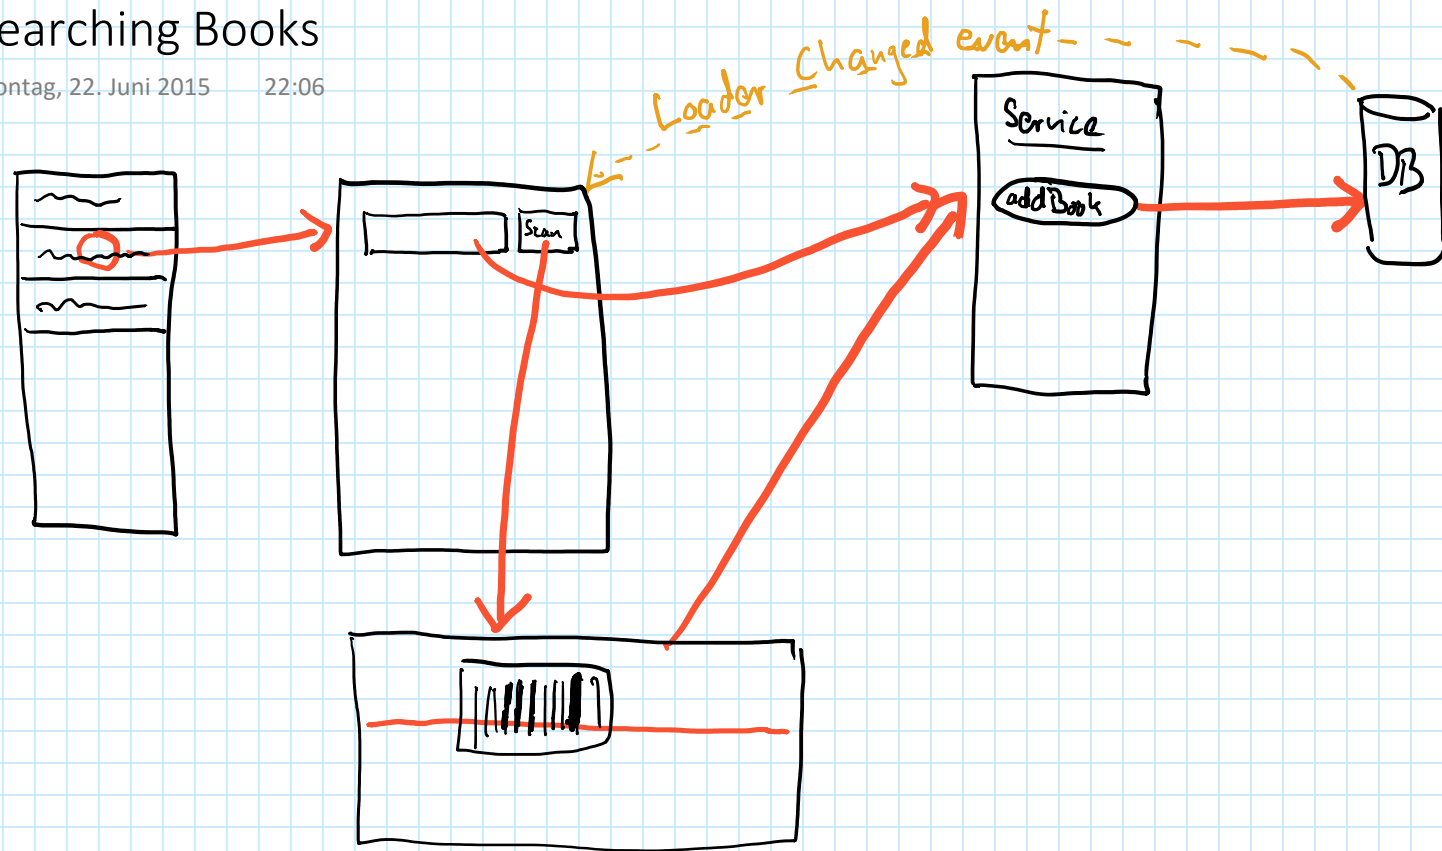 earching Books
ontag, 22. Juni 2015 22:06
Loader Changed event
Service
addBook
DB
Scan